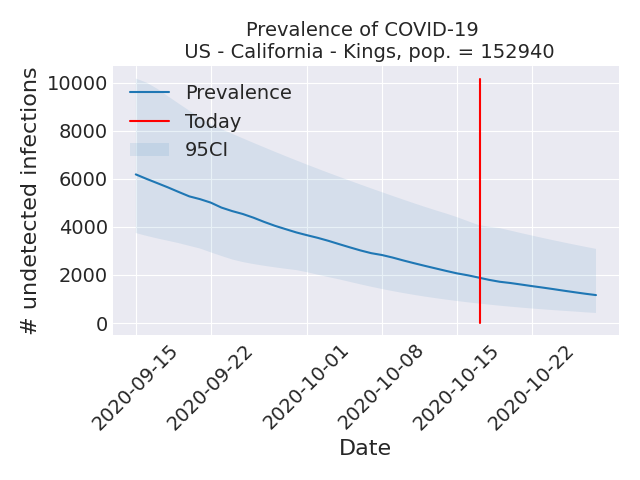 Prevalence of COVID-19
US - California - Kings, pop. = 152940
# undetected infections
10000
8000
6000
4000
2000
0
Prevalence
Today
95CI
2020-09-15
2020-09-22
2020-10-01
2020-10-08
2020-10-15
2020-10-22
Date